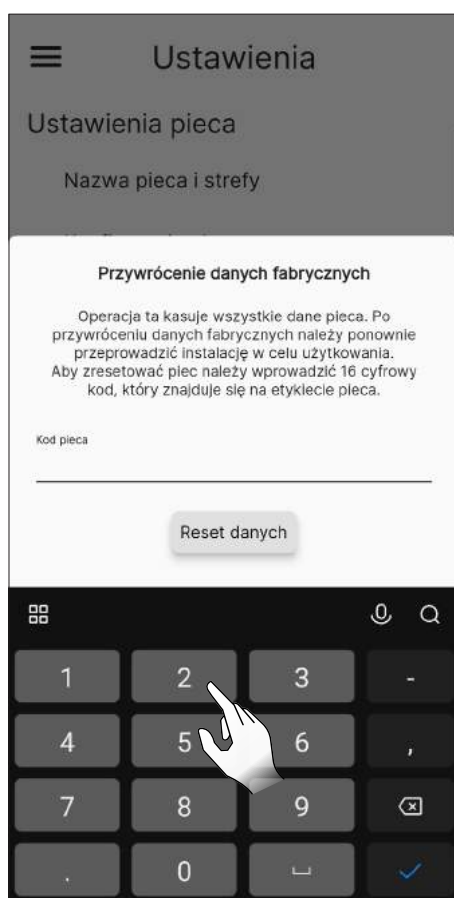 Ustawienia
Ustawienia pieca
Nazwa pieca i strefy
Przywrócenie danych fabrycznych
Operacja ta kasuje wszystkie dane pieca. Po
przywróceniu danych fabrycznych należy ponownie
przeprowadzić instalację w celu użytkowania.
Aby zresetować piec należy wprowadzić 16 cyfrowy
kod, który znajduje się na etykiecie pieca.
Kod pieca
Reset danych
1 2 3 -
4 5 6 ,
7 8 9
. 0